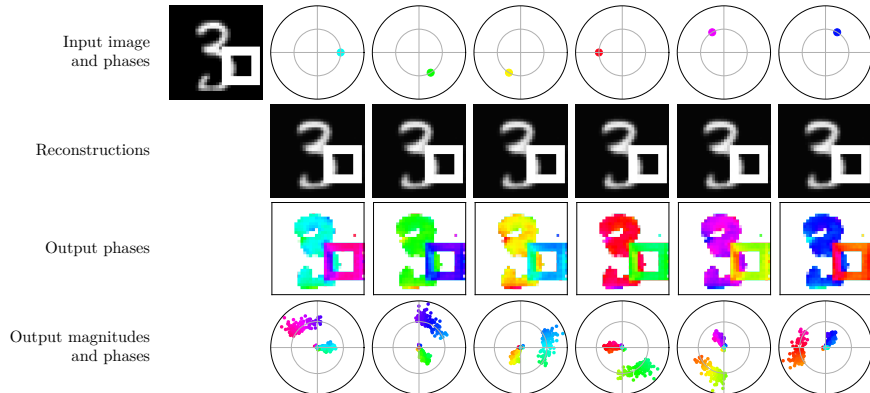 Input image
and phases
Reconstructions
Output phases
Output magnitudes
and phases